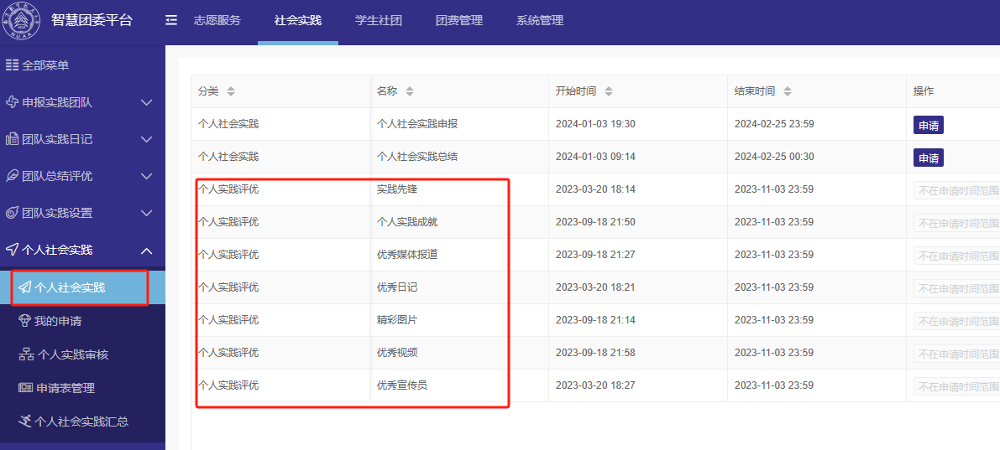 智慧团委平台 志愿服务 社会实践 学生社团 团费管理 系统管理
全部菜单
申报实践团队
团队实践日记
团队总结评优
团队实践设置
个人社会实践
个人社会实践
我的申请
个人实践审核
申请表管理
个人社会实践汇总
分类 名称 开始时间 结束时间 操作
个人社会实践 个人社会实践申报 2024-01-03 19:30 2024-02-25 23:59 申请
个人社会实践 个人社会实践总结 2024-01-03 09:14 2024-02-25 00:30 申请
个人实践评优 实践先锋 2023-03-20 18:14 2023-11-03 23:59 不在申请时间范围
个人实践评优 个人实践成就 2023-09-18 21:50 2023-11-03 23:59 不在申请时间范围
个人实践评优 优秀媒体报道 2023-09-18 21:27 2023-11-03 23:59 不在申请时间范围
个人实践评优 优秀日记 2023-03-20 18:21 2023-11-03 23:59 不在申请时间范围
个人实践评优 精彩图片 2023-09-18 21:14 2023-11-03 23:59 不在申请时间范围
个人实践评优 优秀视频 2023-09-18 21:58 2023-11-03 23:59 不在申请时间范围
个人实践评优 优秀宣传员 2023-03-20 18:27 2023-11-03 23:59 不在申请时间范围